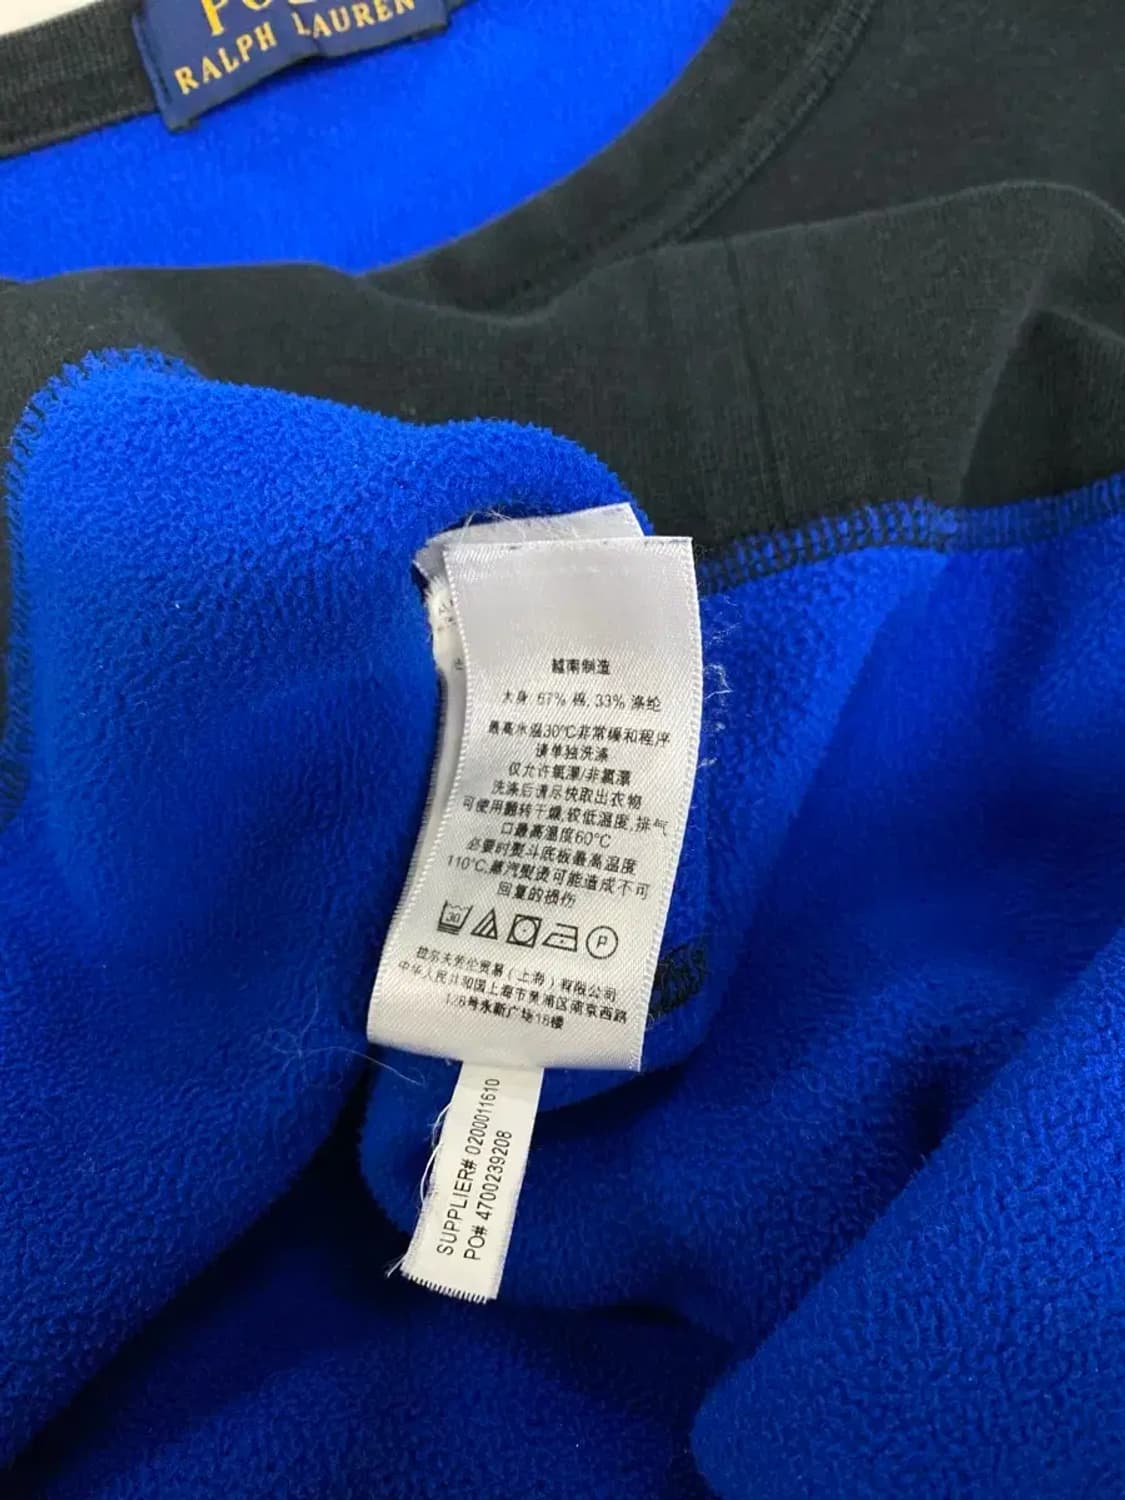 RALPH LAUREN
越南制造
大身 67% 棉, 33% 涤纶
最高水温30°C非常缓和程序
请单独洗涤
仅允许氧漂/非氯漂
洗涤后请尽快取出衣物
可使用翻转干燥,较低温度,排气
口最高温度60°C
必要时熨斗底板最高温度
110°C,蒸汽熨烫可能造成不可
回复的损伤
30 P
拉尔夫劳伦贸易(上海)有限公司
中华人民共和国上海市黄浦区南京西路
128号永新广场18楼
SUPPLIER# 0200011610
PO# 4700239208